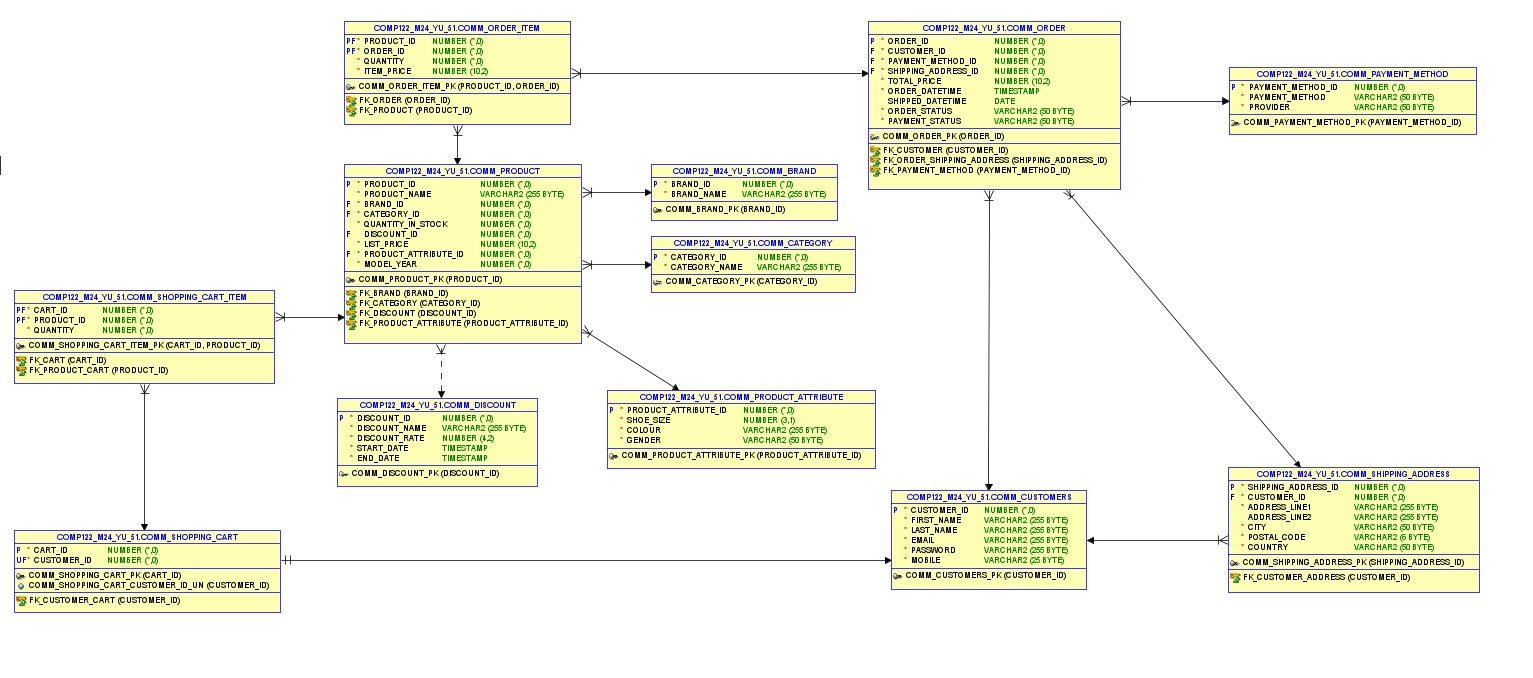 COMP122_M24_YU_51.COMM_ORDER_ITEM
PF * PRODUCT_ID NUMBER (*,0)
PF * ORDER_ID NUMBER (*,0)
* QUANTITY NUMBER (*,0)
* ITEM_PRICE NUMBER (10,2)
COMM_ORDER_ITEM_PK (PRODUCT_ID, ORDER_ID)
FK_ORDER (ORDER_ID)
FK_PRODUCT (PRODUCT_ID)
COMP122_M24_YU_51.COMM_ORDER
P * ORDER_ID NUMBER (*,0)
F * CUSTOMER_ID NUMBER (*,0)
F * PAYMENT_METHOD_ID NUMBER (*,0)
F * SHIPPING_ADDRESS_ID NUMBER (*,0)
* TOTAL_PRICE NUMBER (10,2)
* ORDER_DATETIME TIMESTAMP
SHIPPED_DATETIME DATE
* ORDER_STATUS VARCHAR2 (50 BYTE)
* PAYMENT_STATUS VARCHAR2 (50 BYTE)
COMM_ORDER_PK (ORDER_ID)
FK_CUSTOMER (CUSTOMER_ID)
FK_ORDER_SHIPPING_ADDRESS (SHIPPING_ADDRESS_ID)
FK_PAYMENT_METHOD (PAYMENT_METHOD_ID)
COMP122_M24_YU_51.COMM_PAYMENT_METHOD
P * PAYMENT_METHOD_ID NUMBER (*,0)
* PAYMENT_METHOD VARCHAR2 (50 BYTE)
* PROVIDER VARCHAR2 (50 BYTE)
COMM_PAYMENT_METHOD_PK (PAYMENT_METHOD_ID)
COMP122_M24_YU_51.COMM_PRODUCT
P * PRODUCT_ID NUMBER (*,0)
* PRODUCT_NAME VARCHAR2 (255 BYTE)
F * BRAND_ID NUMBER (*,0)
F * CATEGORY_ID NUMBER (*,0)
* QUANTITY_IN_STOCK NUMBER (*,0)
F DISCOUNT_ID NUMBER (*,0)
* LIST_PRICE NUMBER (10,2)
F * PRODUCT_ATTRIBUTE_ID NUMBER (*,0)
* MODEL_YEAR NUMBER (*,0)
COMM_PRODUCT_PK (PRODUCT_ID)
FK_BRAND (BRAND_ID)
FK_CATEGORY (CATEGORY_ID)
FK_DISCOUNT (DISCOUNT_ID)
FK_PRODUCT_ATTRIBUTE (PRODUCT_ATTRIBUTE_ID)
COMP122_M24_YU_51.COMM_BRAND
P * BRAND_ID NUMBER (*,0)
* BRAND_NAME VARCHAR2 (255 BYTE)
COMM_BRAND_PK (BRAND_ID)
COMP122_M24_YU_51.COMM_CATEGORY
P * CATEGORY_ID NUMBER (*,0)
* CATEGORY_NAME VARCHAR2 (255 BYTE)
COMM_CATEGORY_PK (CATEGORY_ID)
COMP122_M24_YU_51.COMM_SHOPPING_CART_ITEM
PF * CART_ID NUMBER (*,0)
PF * PRODUCT_ID NUMBER (*,0)
* QUANTITY NUMBER (*,0)
COMM_SHOPPING_CART_ITEM_PK (CART_ID, PRODUCT_ID)
FK_CART (CART_ID)
FK_PRODUCT_CART (PRODUCT_ID)
COMP122_M24_YU_51.COMM_DISCOUNT
P * DISCOUNT_ID NUMBER (*,0)
* DISCOUNT_NAME VARCHAR2 (255 BYTE)
* DISCOUNT_RATE NUMBER (4,2)
* START_DATE TIMESTAMP
* END_DATE TIMESTAMP
COMM_DISCOUNT_PK (DISCOUNT_ID)
COMP122_M24_YU_51.COMM_PRODUCT_ATTRIBUTE
P * PRODUCT_ATTRIBUTE_ID NUMBER (*,0)
* SHOE_SIZE NUMBER (3,1)
* COLOUR VARCHAR2 (255 BYTE)
* GENDER VARCHAR2 (50 BYTE)
COMM_PRODUCT_ATTRIBUTE_PK (PRODUCT_ATTRIBUTE_ID)
COMP122_M24_YU_51.COMM_SHOPPING_CART
P * CART_ID NUMBER (*,0)
UF * CUSTOMER_ID NUMBER (*,0)
COMM_SHOPPING_CART_PK (CART_ID)
COMM_SHOPPING_CART_CUSTOMER_ID_UN (CUSTOMER_ID)
FK_CUSTOMER_CART (CUSTOMER_ID)
COMP122_M24_YU_51.COMM_CUSTOMERS
P * CUSTOMER_ID NUMBER (*,0)
* FIRST_NAME VARCHAR2 (255 BYTE)
* LAST_NAME VARCHAR2 (255 BYTE)
* EMAIL VARCHAR2 (255 BYTE)
* PASSWORD VARCHAR2 (255 BYTE)
* MOBILE VARCHAR2 (25 BYTE)
COMM_CUSTOMERS_PK (CUSTOMER_ID)
COMP122_M24_YU_51.COMM_SHIPPING_ADDRESS
P * SHIPPING_ADDRESS_ID NUMBER (*,0)
F * CUSTOMER_ID NUMBER (*,0)
* ADDRESS_LINE1 VARCHAR2 (255 BYTE)
ADDRESS_LINE2 VARCHAR2 (255 BYTE)
* CITY VARCHAR2 (50 BYTE)
* POSTAL_CODE VARCHAR2 (6 BYTE)
* COUNTRY VARCHAR2 (50 BYTE)
COMM_SHIPPING_ADDRESS_PK (SHIPPING_ADDRESS_ID)
FK_CUSTOMER_ADDRESS (CUSTOMER_ID)